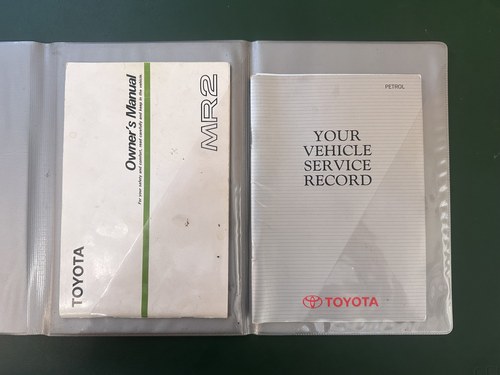 Owner's Manual
For your safety and comfort, read carefully and keep in the vehicle.
MR2
TOYOTA
PETROL
YOUR
VEHICLE
SERVICE
RECORD
TOYOTA